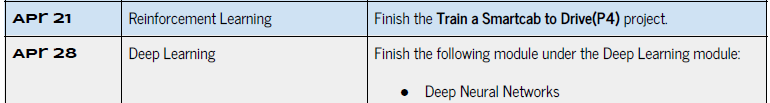 Apr 21 Reinforcement Learning Finish the Train a Smartcab to Drive(P4) project.
Apr 28 Deep Learning Finish the following module under the Deep Learning module:
● Deep Neural Networks